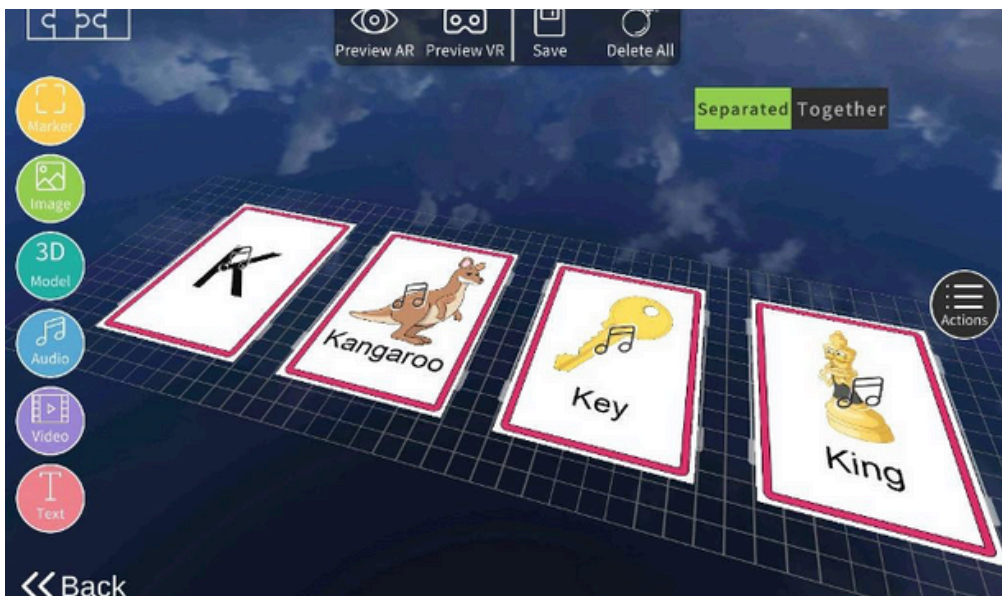 Preview AR
Preview VR
Save
Delete All
Separated
Together
Marker
Image
3D
Model
Audio
Video
Text
Actions
K
Kangaroo
Key
King
Back